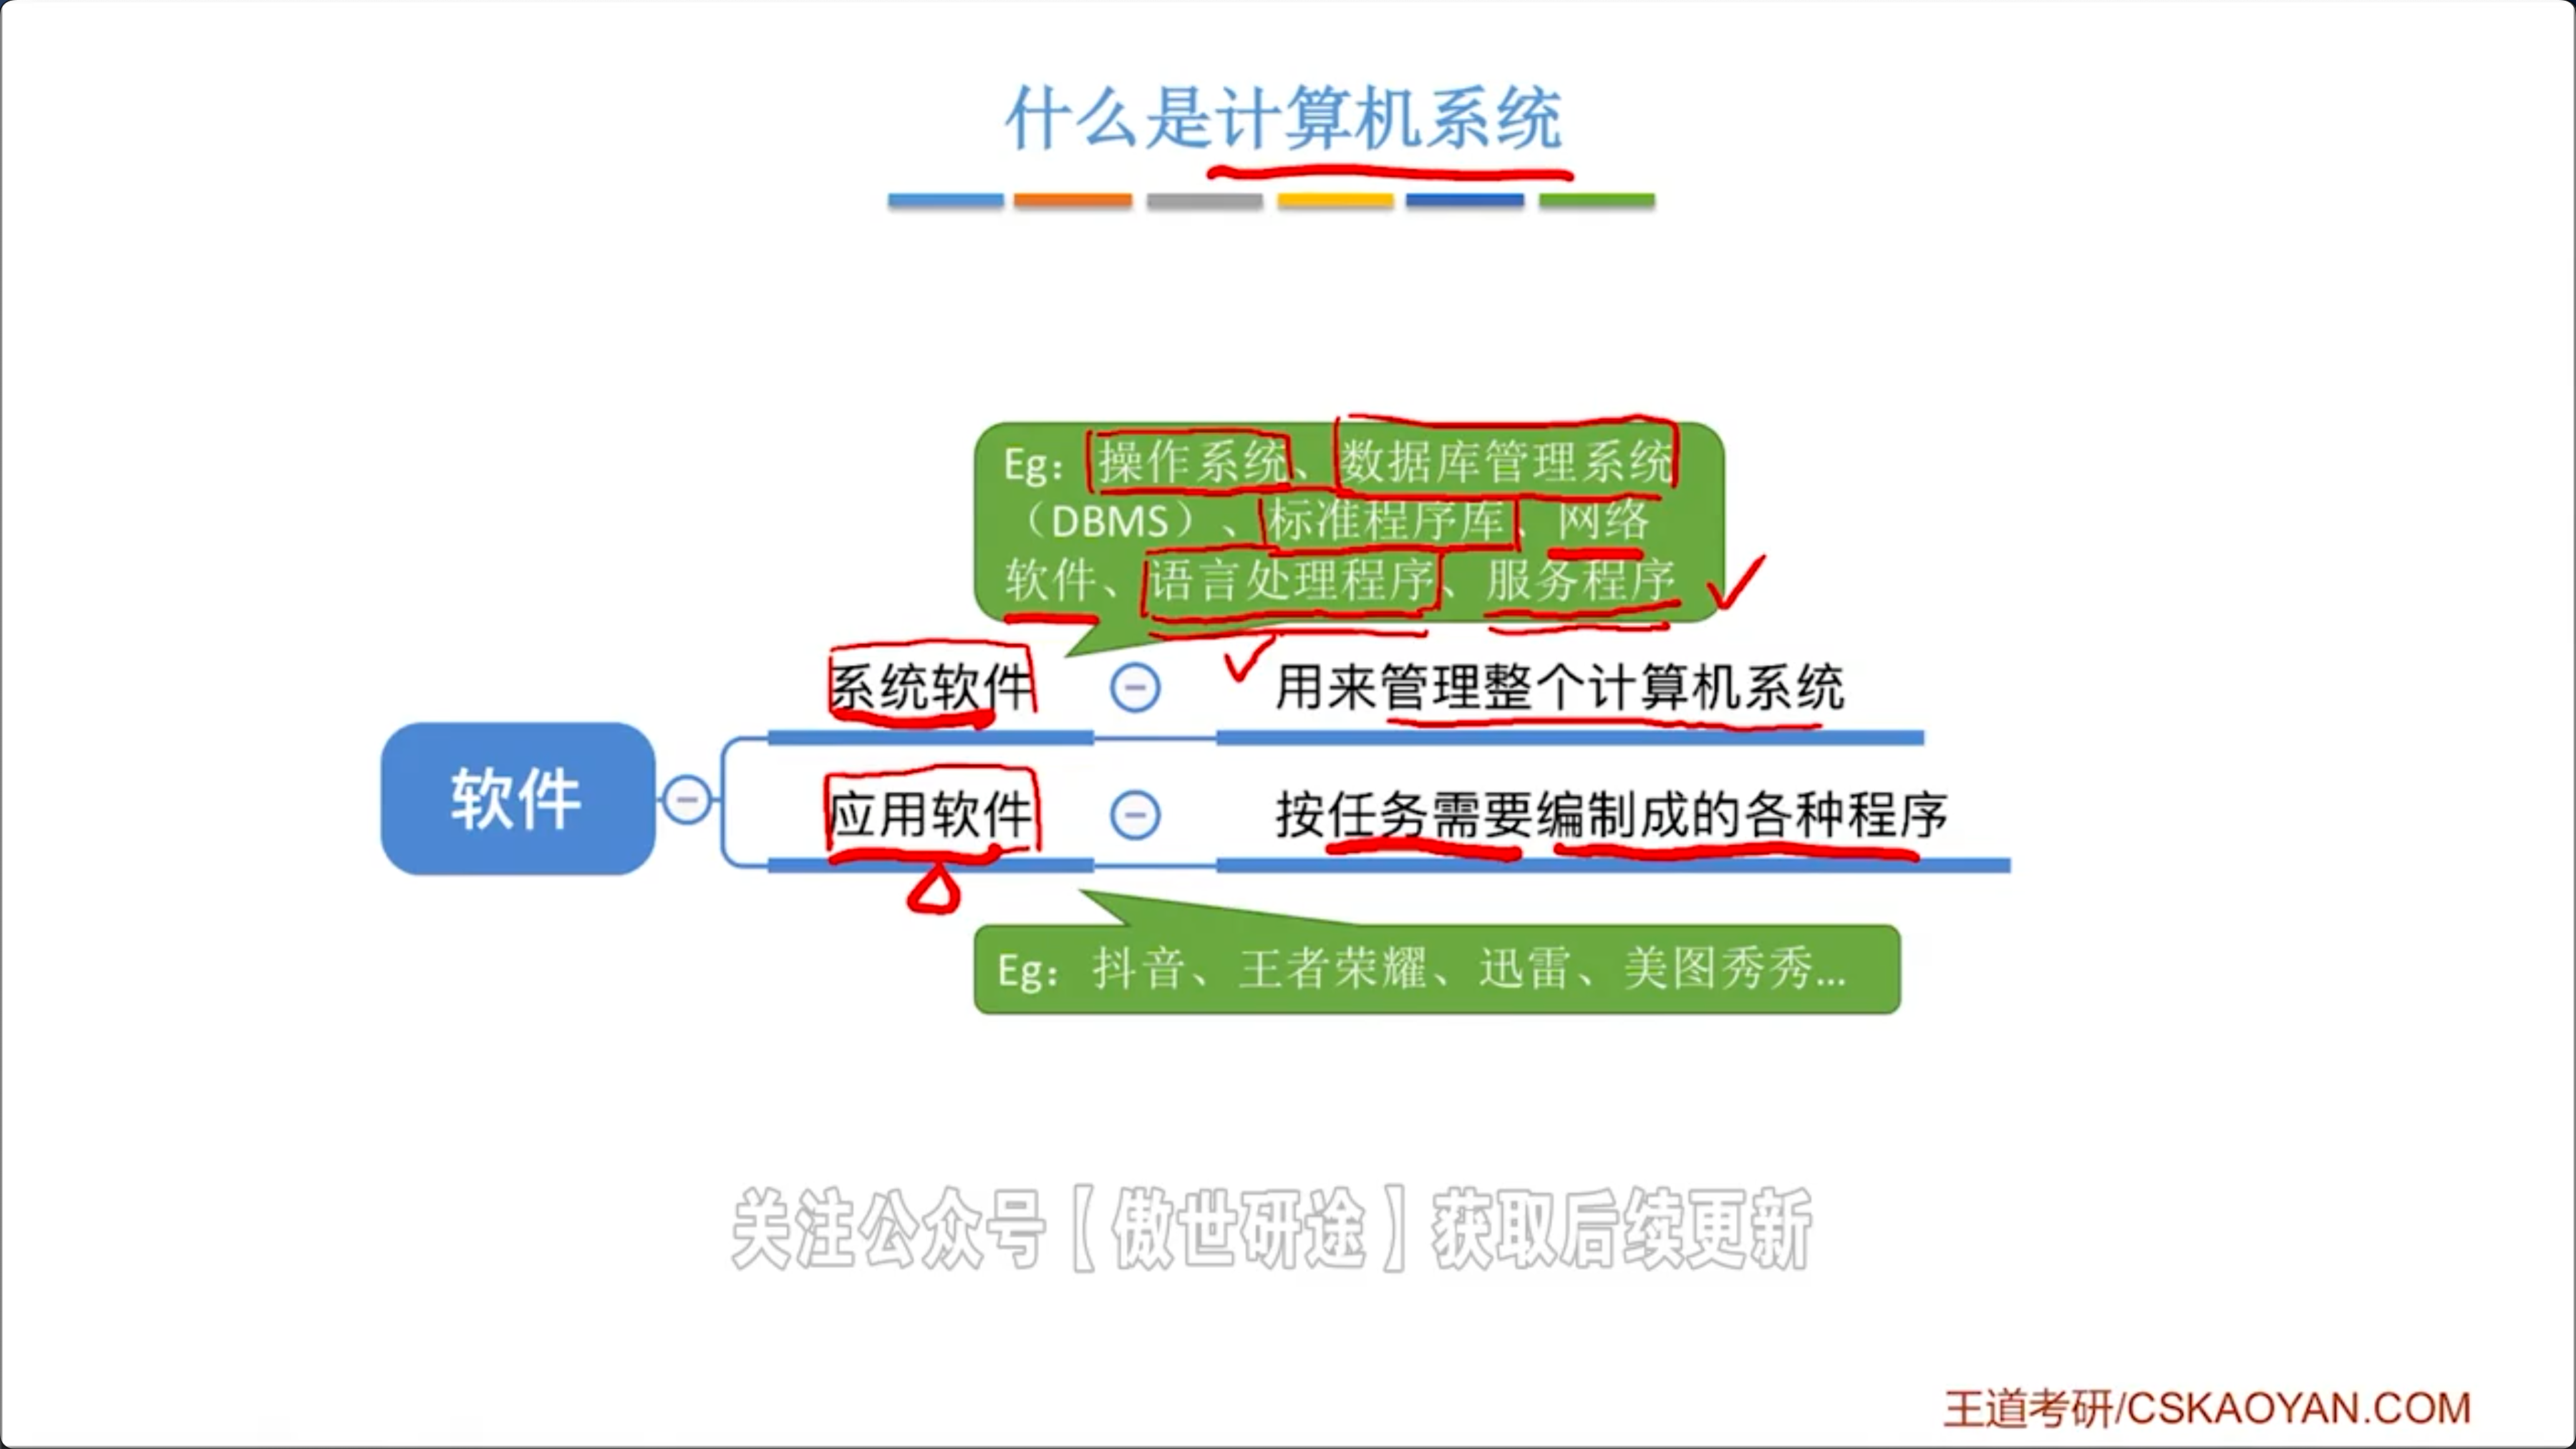 什么是计算机系统
Eg：操作系统、数据库管理系统
（DBMS）、标准程序库、网络
软件、语言处理程序、服务程序
系统软件
用来管理整个计算机系统
软件
应用软件
按任务需要编制成的各种程序
Eg：抖音、王者荣耀、迅雷、美图秀秀...
关注公众号【傲世研途】获取后续更新
王道考研/CSKAOYAN.COM